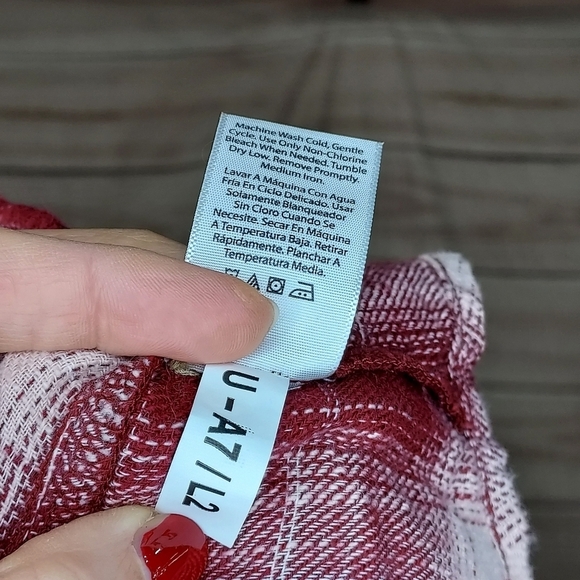 Machine Wash Cold, Gentle
Cycle. Use Only Non-Chlorine
Bleach When Needed. Tumble
Dry Low. Remove Promptly.
Medium Iron.
Lavar A Máquina Con Agua
Fría En Ciclo Delicado. Usar
Solamente Blanqueador
Sin Cloro Cuando Se
Necesite. Secar En Máquina
A Temperatura Baja. Retirar
Rápidamente. Planchar A
Temperatura Media.
U-A7/L2